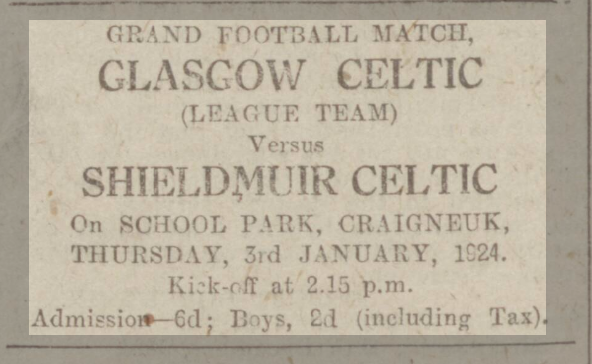 GRAND FOOTBALL MATCH,
GLASGOW CELTIC
(LEAGUE TEAM)
Versus
SHIELDMUIR CELTIC
On SCHOOL PARK, CRAIGNEUK,
THURSDAY, 3rd JANUARY, 1924.
Kick-off at 2.15 p.m.
Admission—6d; Boys, 2d (including Tax).